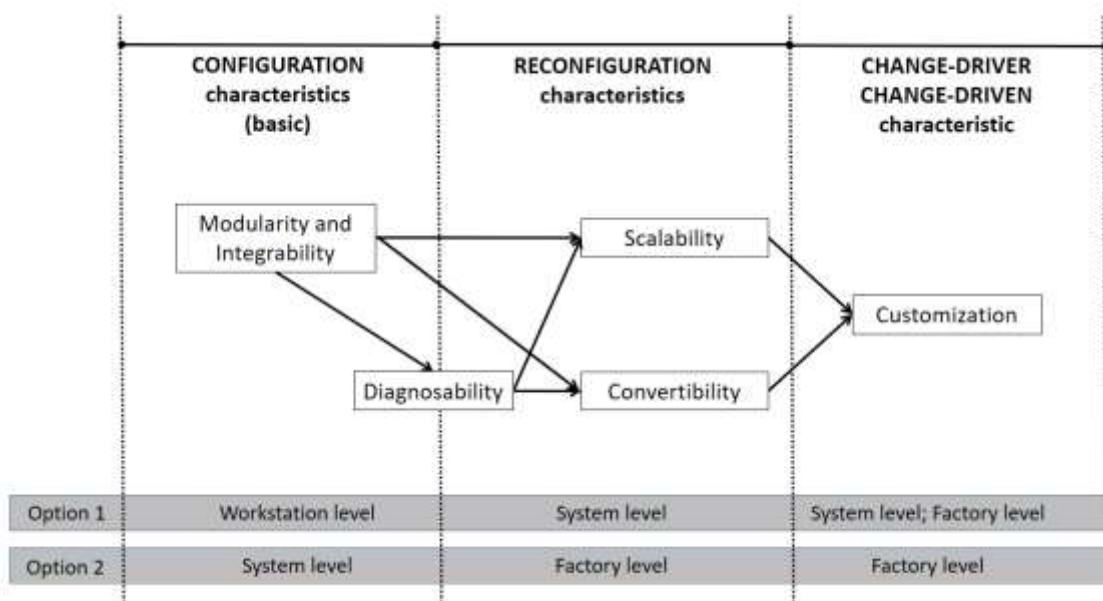 CONFIGURATION
characteristics
(basic)
RECONFIGURATION
characteristics
CHANGE-DRIVER
CHANGE-DRIVEN
characteristic
Modularity and
Integrability
Scalability
Customization
Diagnosability
Convertibility
Option 1
Workstation level
System level
System level; Factory level
Option 2
System level
Factory level
Factory level